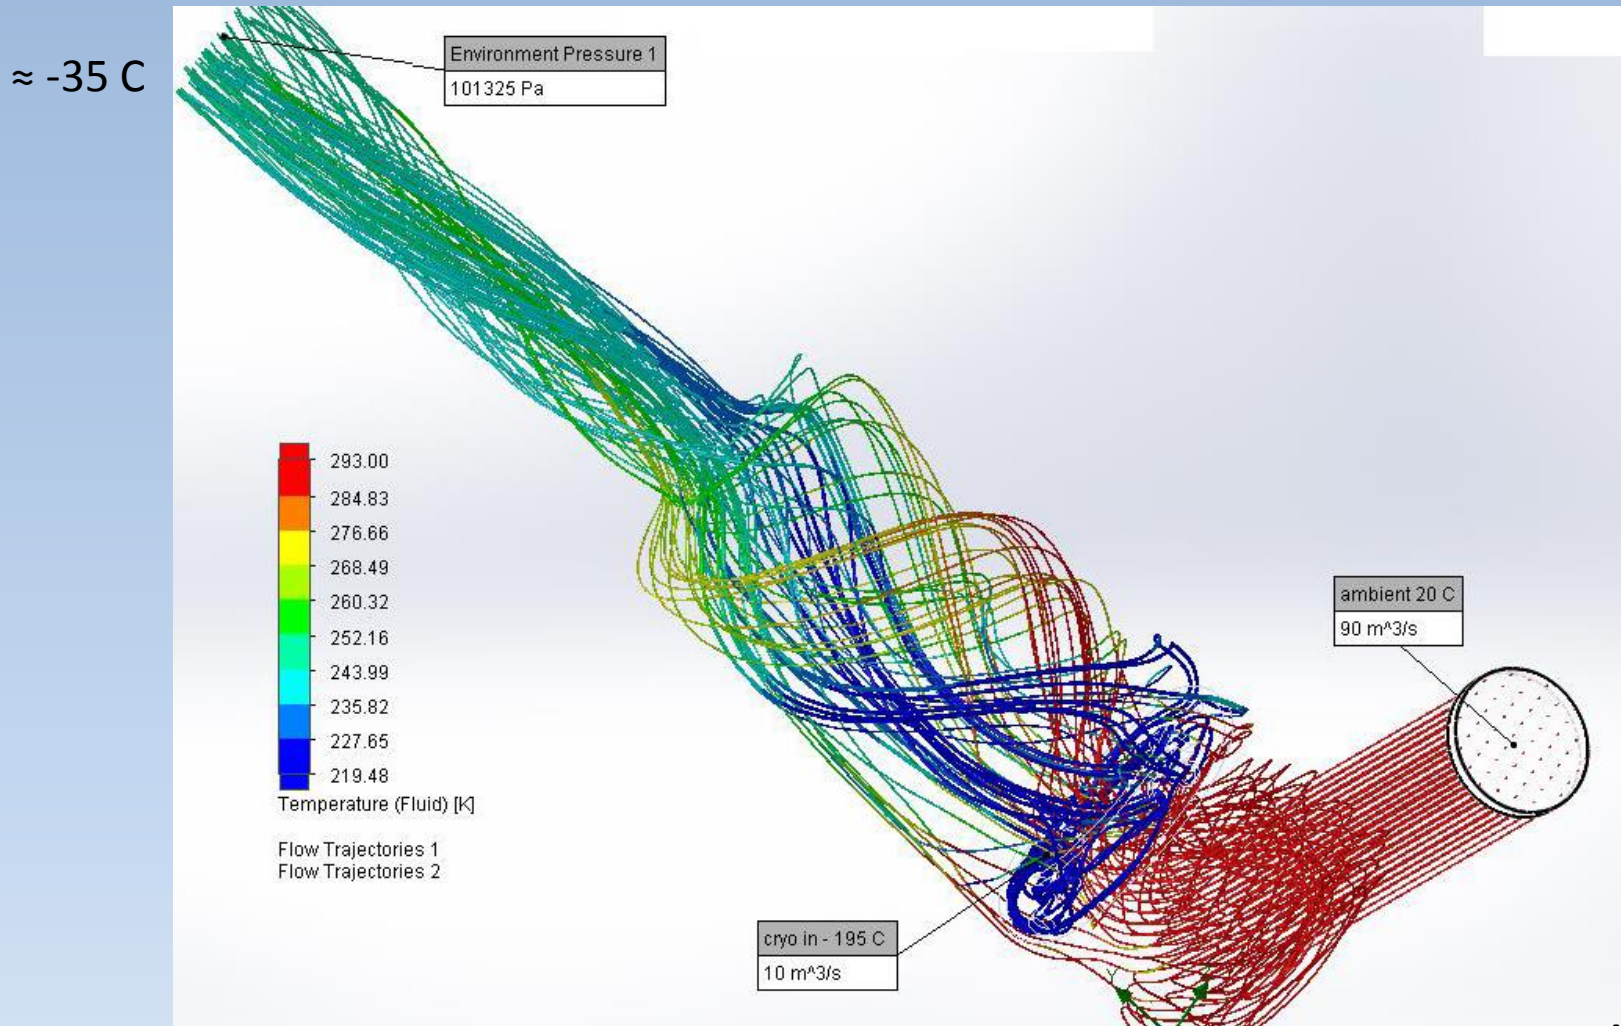 ≈ -35 C
Environment Pressure 1
101325 Pa
293.00
284.83
276.66
268.49
260.32
252.16
243.99
235.82
227.65
219.48
Temperature (Fluid) [K]
Flow Trajectories 1
Flow Trajectories 2
ambient 20 C
90 m^3/s
cryo in - 195 C
10 m^3/s